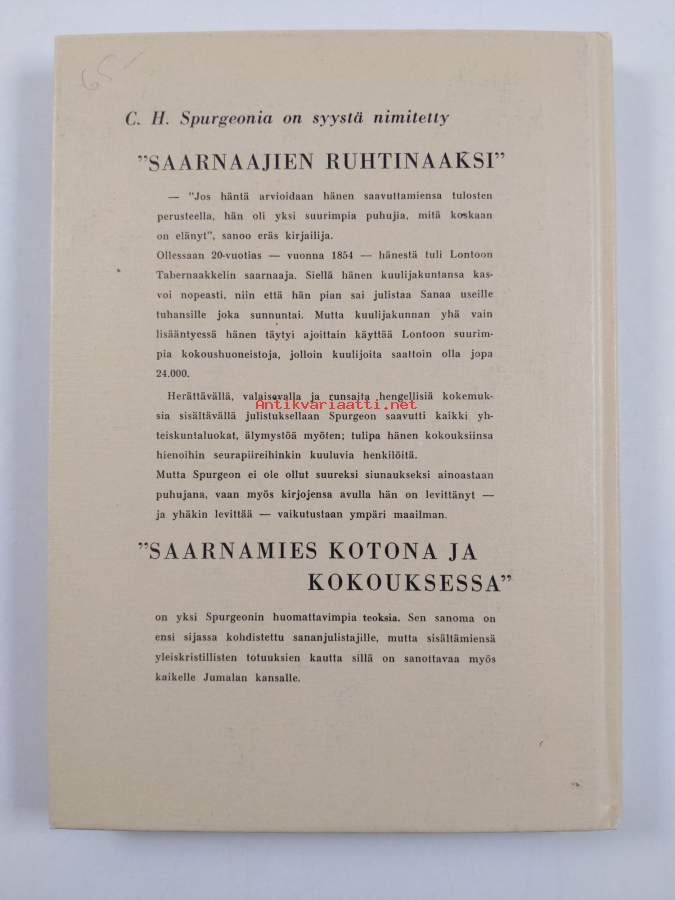 65-
C. H. Spurgeonia on syystä nimitetty
”SAARNAAJIEN RUHTINAAKSI”
— "Jos häntä arvioidaan hänen saavuttamiensa tulosten
perusteella, hän oli yksi suurimpia puhujia, mitä koskaan
on elänyt", sanoo eräs kirjailija.
Ollessaan 20-vuotias — vuonna 1854 — hänestä tuli Lontoon
Tabernaakkelin saarnaaja. Siellä hänen kuulijakuntansa kas-
voi nopeasti, niin että hän pian sai julistaa Sanaa useille
tuhansille joka sunnuntai. Mutta kuulijakunnan yhä vain
lisääntyessä hänen täytyi ajoittain käyttää Lontoon suurim-
pia kokoushuoneistoja, jolloin kuulijoita saattoin olla jopa
24.000.
Herättävällä, valaisevalla ja runsaita hengellisiä kokemuk-
Antikvariaatti.net
sia sisältävällä julistuksellaan Spurgeon saavutti kaikki yh-
teiskuntaluokat, älymystöä myöten; tulipa hänen kokouksiinsa
hienoihin seurapiireihinkin kuuluvia henkilöitä.
Mutta Spurgeon ei ole ollut suureksi siunaukseksi ainoastaan
puhujana, vaan myös kirjojensa avulla hän on levittänyt —
ja yhäkin levittää — vaikutustaan ympäri maailman.
”SAARNAMIES KOTONA JA
KOKOUKSESSA”
on yksi Spurgeonin huomattavimpia teoksia. Sen sanoma on
ensi sijassa kohdistettu sananjulistajille, mutta sisältämiensä
yleiskristillisten totuuksien kautta sillä on sanottavaa myös
kaikelle Jumalan kansalle.